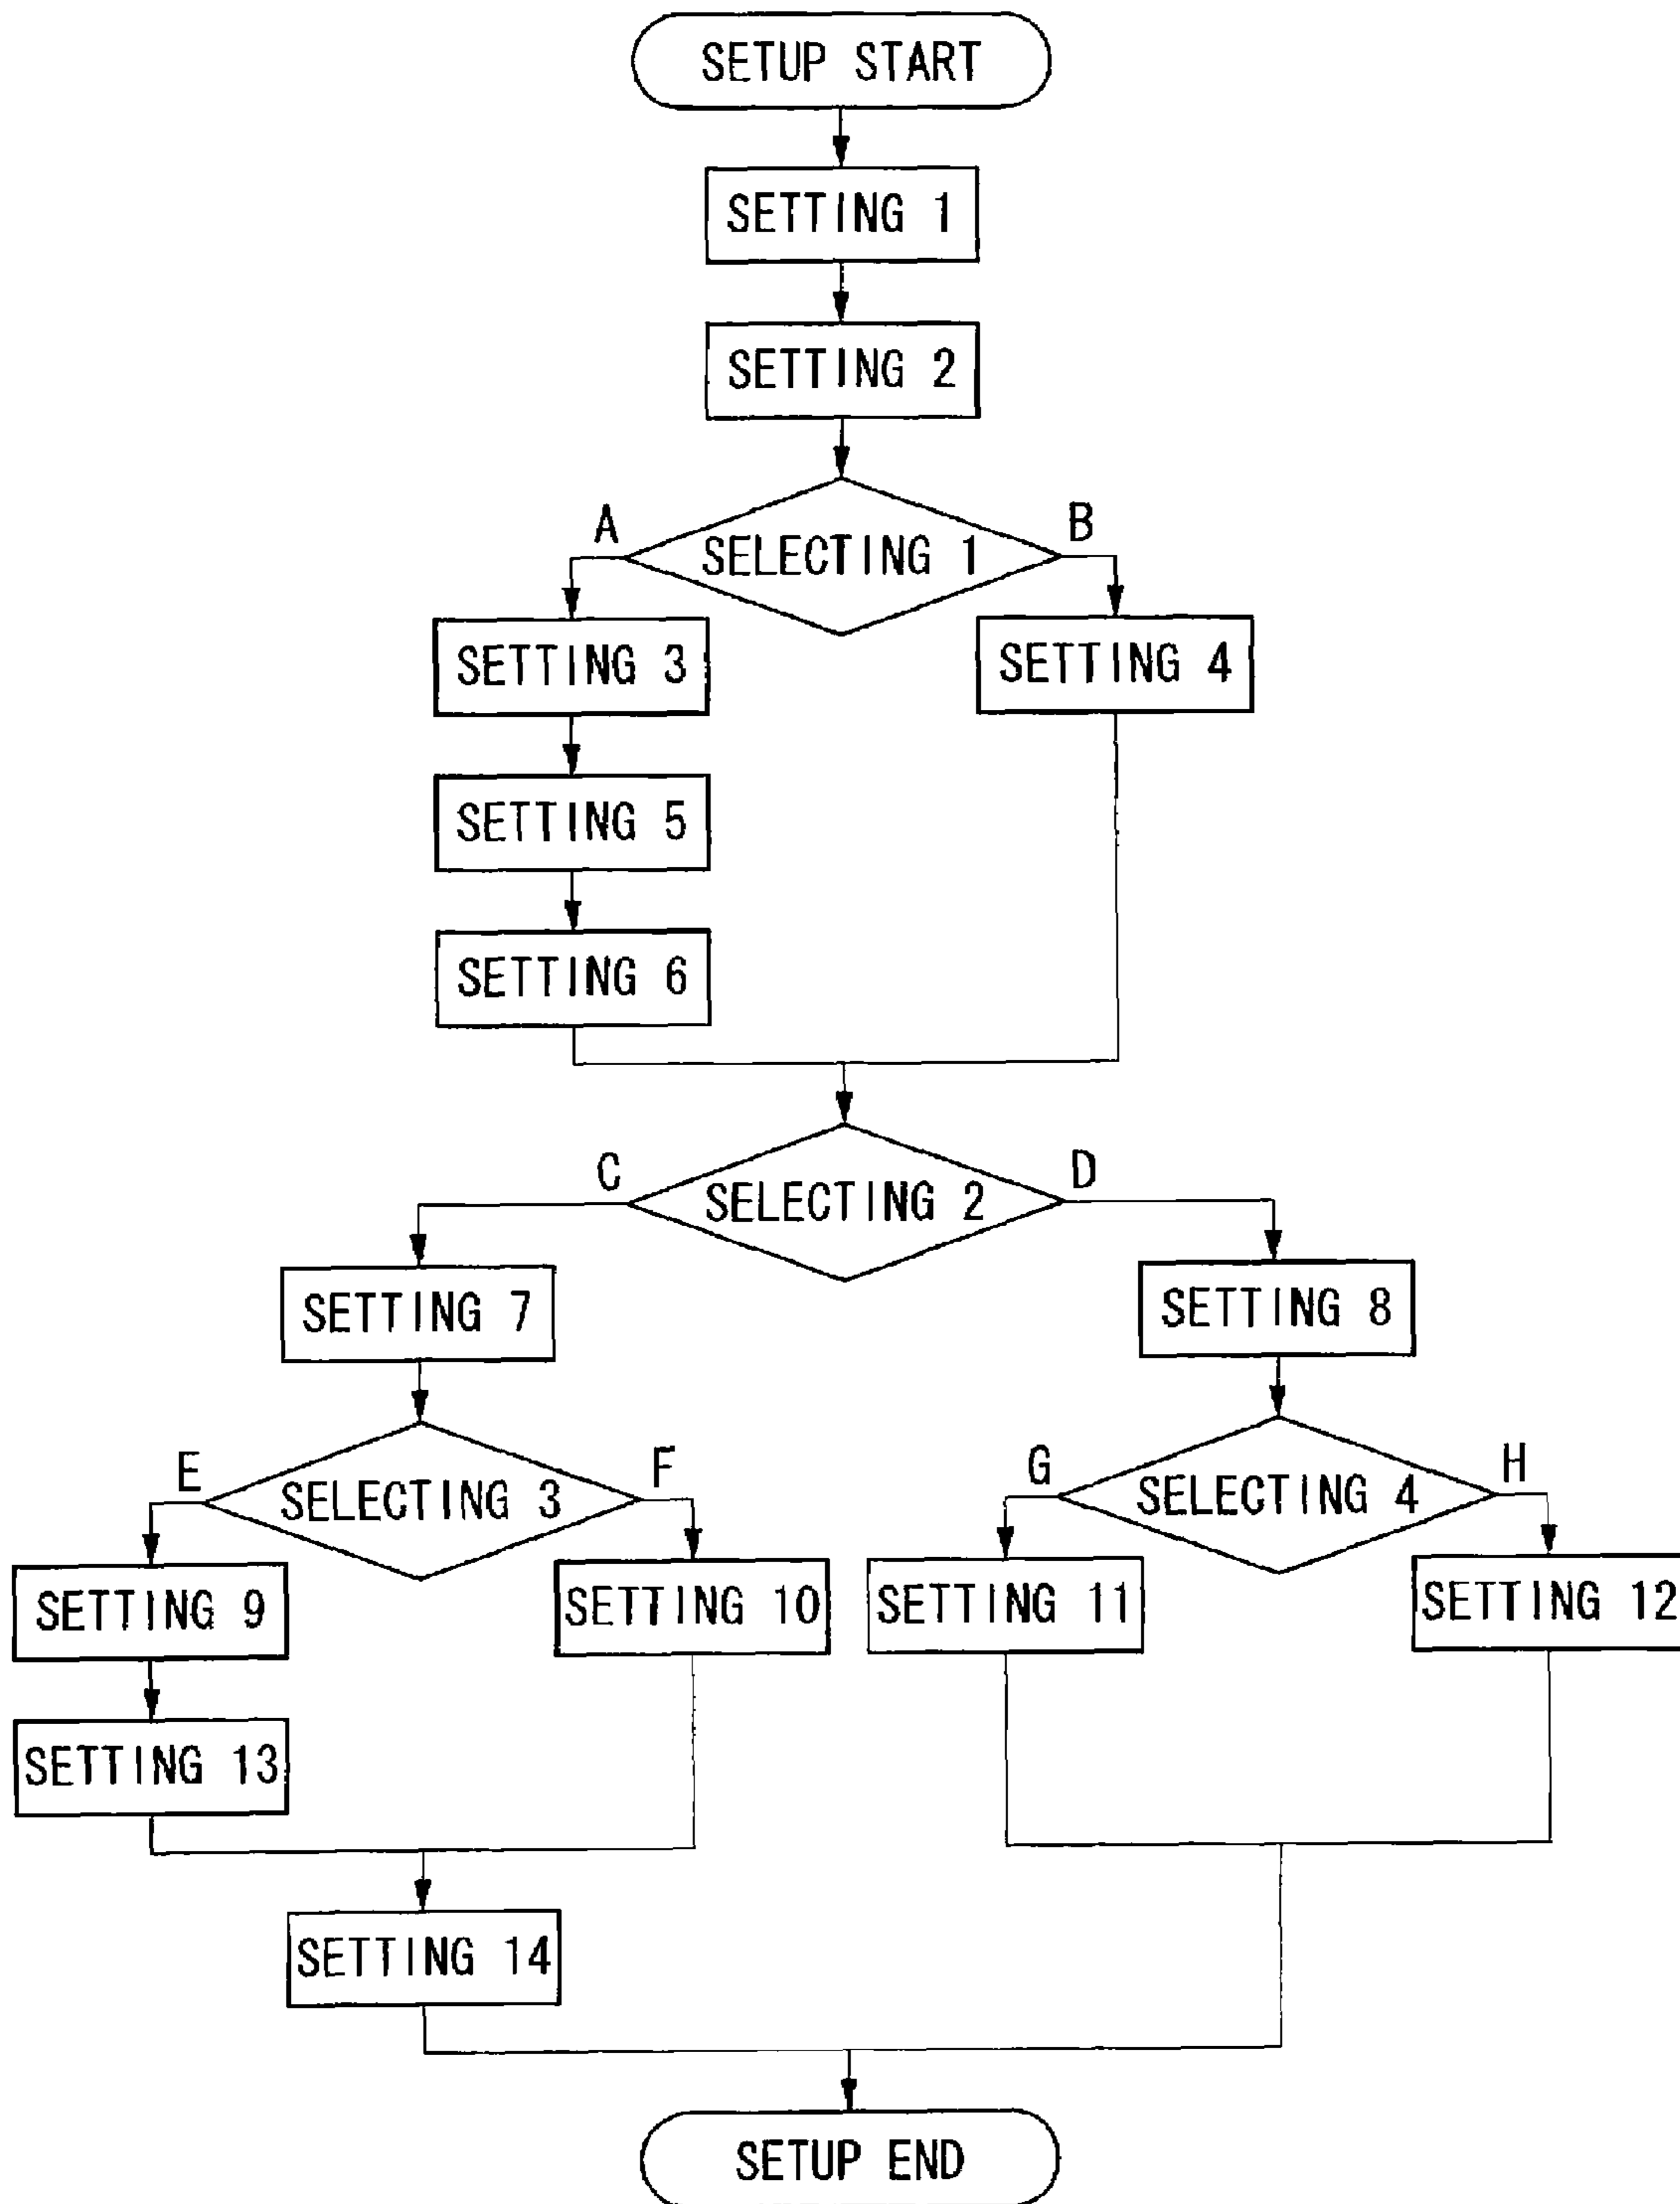 SETUP START
SETTING 1
SETTING 2
A
B
SELECTING 1
SETTING 3
SETTING 4
SETTING 5
SETTING 6
C
D
SELECTING 2
SETTING 7
SETTING 8
E
F
G
H
SELECTING 3
SELECTING 4
SETTING 9
SETTING 10
SETTING 11
SETTING 12
SETTING 13
SETTING 14
SETUP END